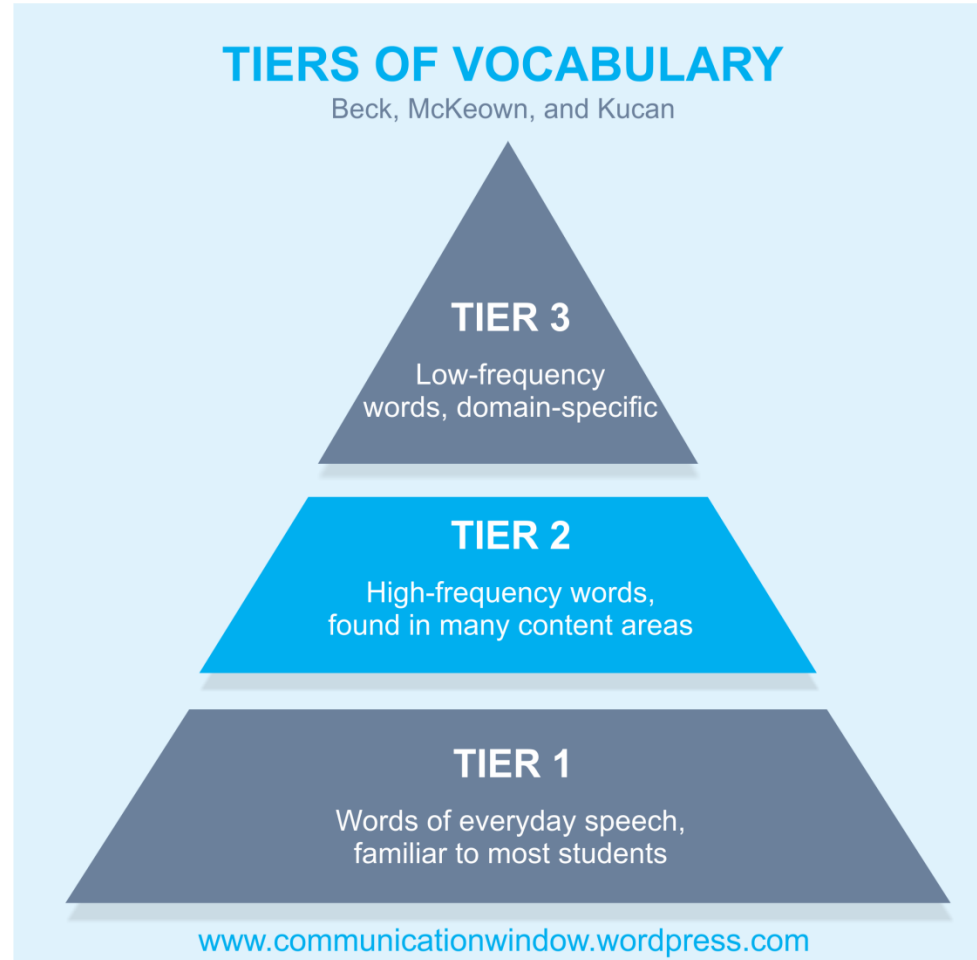 TIERS OF VOCABULARY
Beck, McKeown, and Kucan
TIER 3
Low-frequency
words, domain-specific
TIER 2
High-frequency words,
found in many content areas
TIER 1
Words of everyday speech,
familiar to most students
www.communicationwindow.wordpress.com